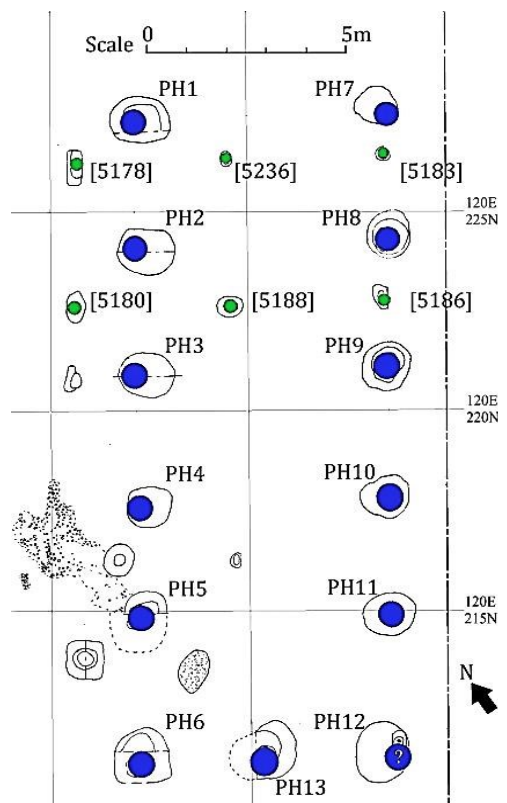 Scale 0 5m
PH1 PH7
[5178] [5236] [5183]
120E
225N
PH2 PH8
[5180] [5188] [5186]
PH3 PH9
120E
220N
PH4 PH10
PH5 PH11
120E
215N
N
PH6 PH12
?
PH13